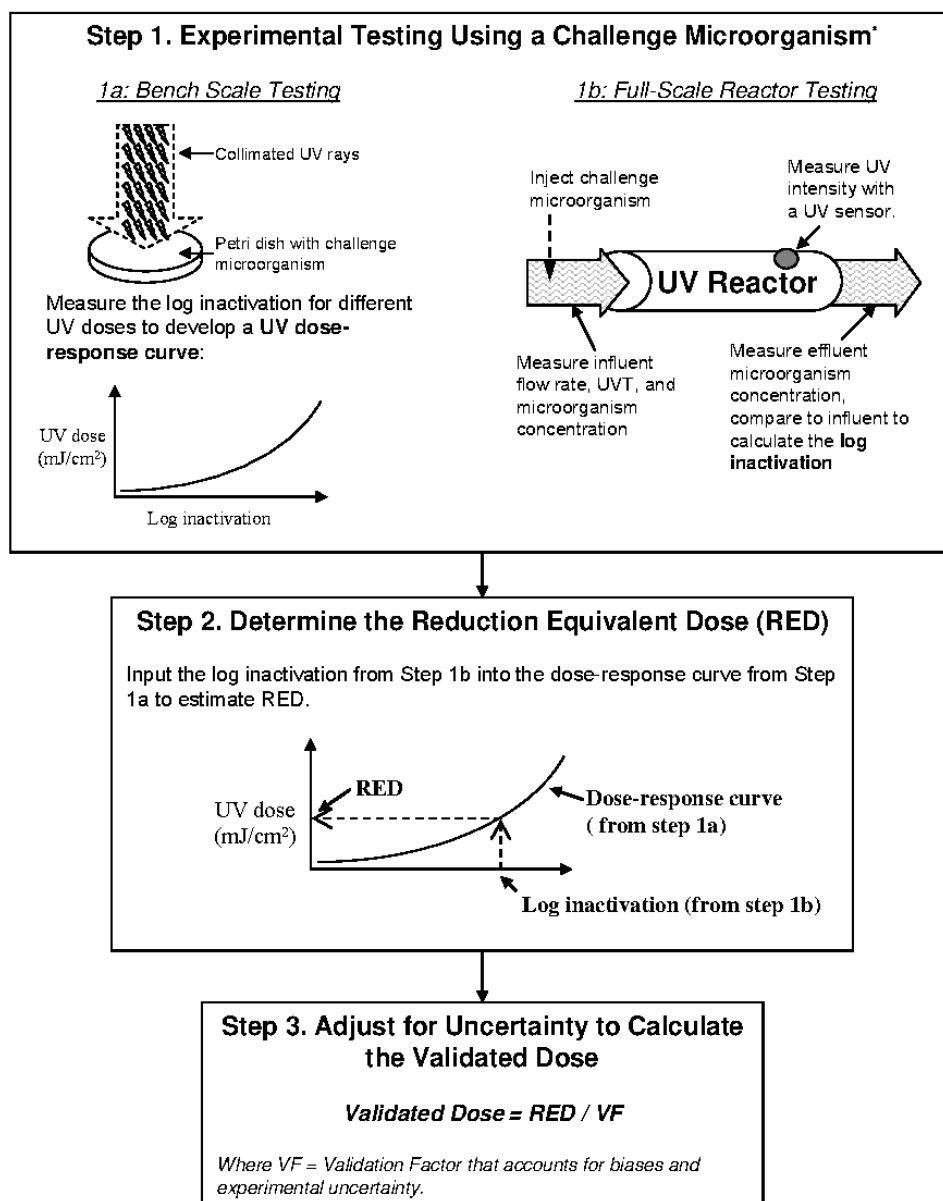 Step 1. Experimental Testing Using a Challenge Microorganism*
1a: Bench Scale Testing
Collimated UV rays
Petri dish with challenge
microorganism
Measure the log inactivation for different
UV doses to develop a UV dose-
response curve:
UV dose
(mJ/cm²)
Log inactivation
1b: Full-Scale Reactor Testing
Inject challenge
microorganism
Measure UV
intensity with
a UV sensor.
UV Reactor
Measure influent
flow rate, UVT, and
microorganism
concentration
Measure effluent
microorganism
concentration,
compare to influent to
calculate the log
inactivation
Step 2. Determine the Reduction Equivalent Dose (RED)
Input the log inactivation from Step 1b into the dose-response curve from Step
1a to estimate RED.
RED
UV dose
(mJ/cm²)
Dose-response curve
( from step 1a)
Log inactivation (from step 1b)
Step 3. Adjust for Uncertainty to Calculate
the Validated Dose
Validated Dose = RED / VF
Where VF = Validation Factor that accounts for biases and
experimental uncertainty.